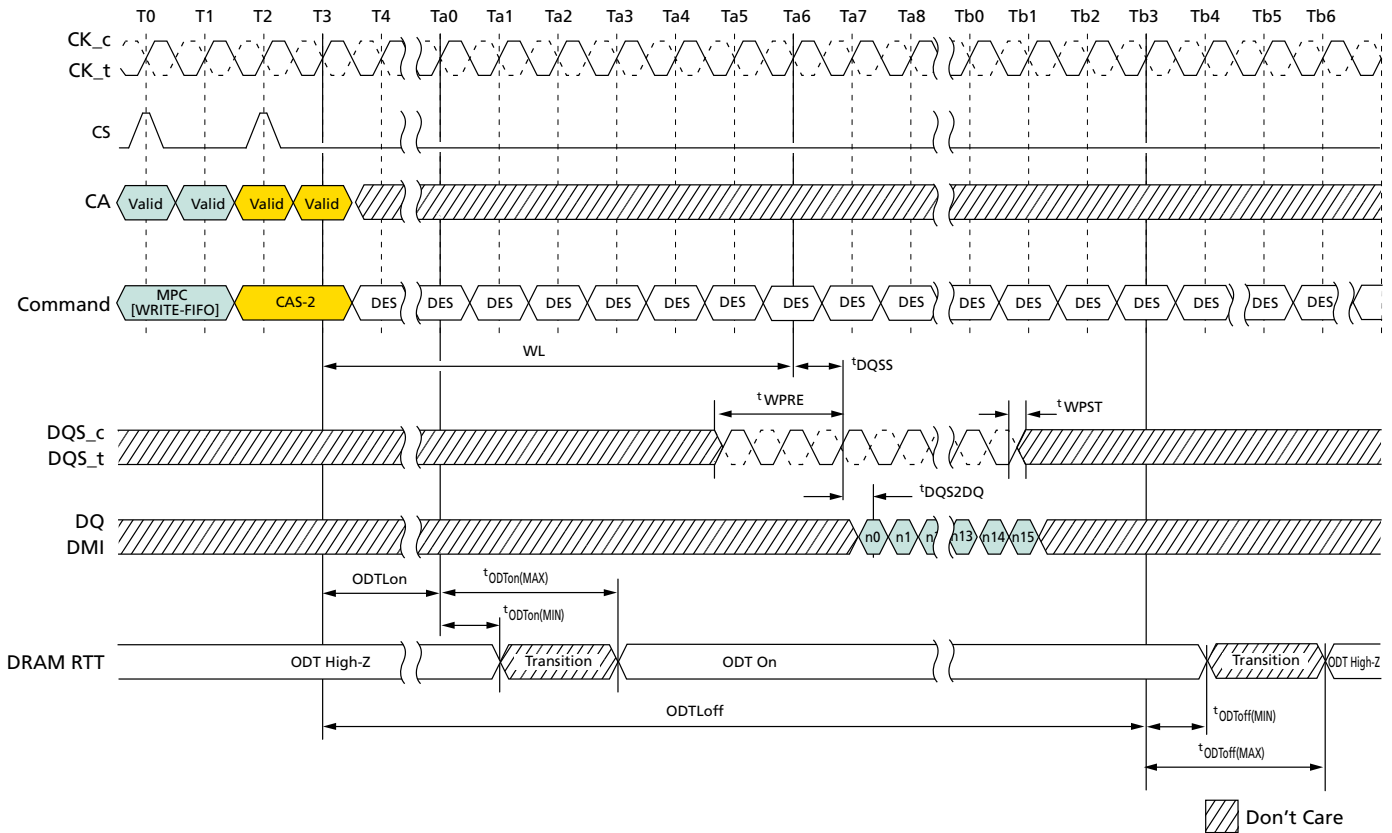 T0 T1 T2 T3 T4 Ta0 Ta1 Ta2 Ta3 Ta4 Ta5 Ta6 Ta7 Ta8 Tb0 Tb1 Tb2 Tb3 Tb4 Tb5 Tb6
CK_c
CK_t
CS
CA Valid Valid Valid Valid
Command MPC [WRITE-FIFO] CAS-2 DES DES DES DES DES DES DES DES DES DES DES DES DES DES DES DES DES
WL
tDQSS
tWPRE
tWPST
DQS_c
DQS_t
tDQS2DQ
DQ
DMI
n0 n1 n13 n14 n15
ODTLon
tODTon(MAX)
tODTon(MIN)
DRAM RTT ODT High-Z Transition ODT On Transition ODT High-Z
ODTLoff
tODToff(MIN)
tODToff(MAX)
Don't Care